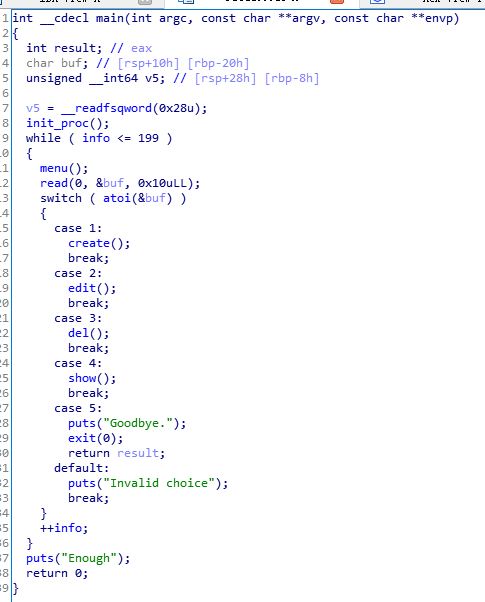 1 int __cdecl main(int argc, const char **argv, const char **envp)
2 {
3 int result; // eax
4 char buf; // [rsp+10h] [rbp-20h]
5 unsigned __int64 v5; // [rsp+28h] [rbp-8h]
6
7 v5 = __readfsqword(0x28u);
8 init_proc();
9 while ( info <= 199 )
0 {
1 menu();
2 read(0, &buf, 0x10uLL);
3 switch ( atoi(&buf) )
4 {
5 case 1:
6 create();
7 break;
8 case 2:
9 edit();
0 break;
1 case 3:
2 del();
3 break;
4 case 4:
5 show();
6 break;
7 case 5:
8 puts("Goodbye.");
9 exit(0);
0 return result;
1 default:
2 puts("Invalid choice");
3 break;
4 }
5 ++info;
6 }
7 puts("Enough");
8 return 0;
9 }